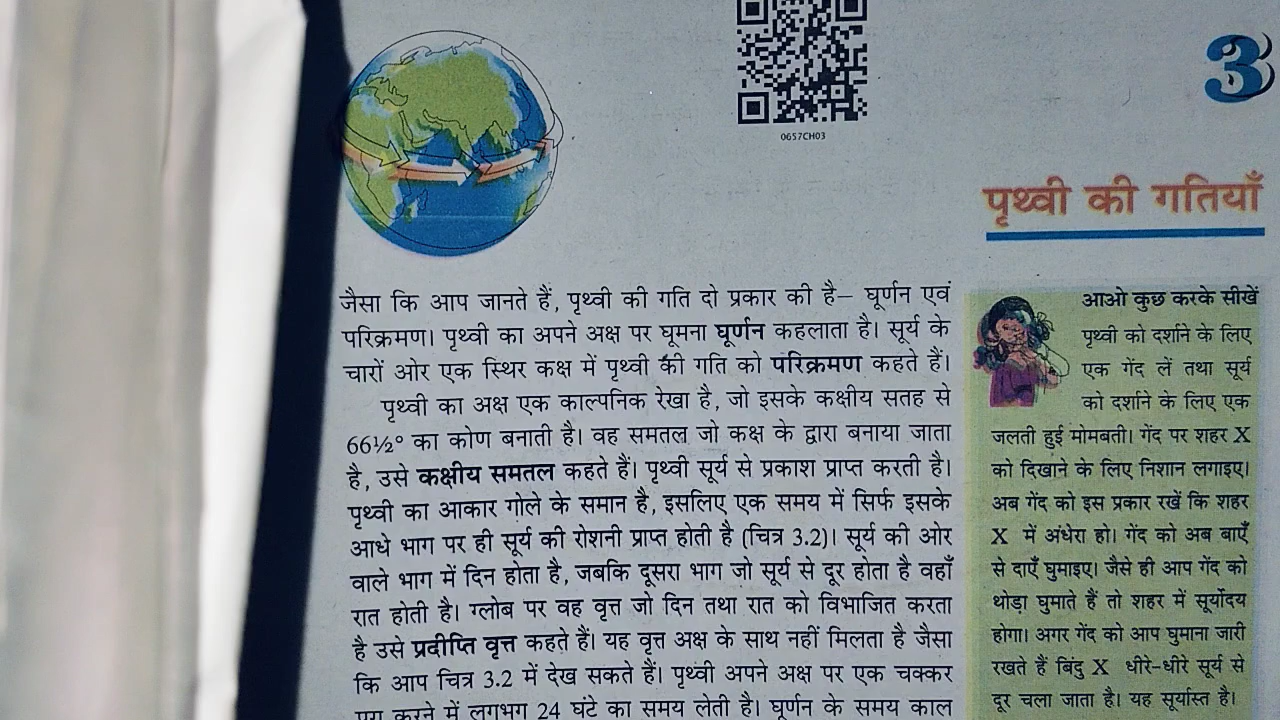 0657CH03
3
पृथ्वी की गतियाँ
जैसा कि आप जानते हैं, पृथ्वी की गति दो प्रकार की है– घूर्णन एवं
परिक्रमण। पृथ्वी का अपने अक्ष पर घूमना घूर्णन कहलाता है। सूर्य के
चारों ओर एक स्थिर कक्ष में पृथ्वी की गति को परिक्रमण कहते हैं।
पृथ्वी का अक्ष एक काल्पनिक रेखा है, जो इसके कक्षीय सतह से
66½° का कोण बनाती है। वह समतल जो कक्ष के द्वारा बनाया जाता
है, उसे कक्षीय समतल कहते हैं। पृथ्वी सूर्य से प्रकाश प्राप्त करती है।
पृथ्वी का आकार गोले के समान है, इसलिए एक समय में सिर्फ इसके
आधे भाग पर ही सूर्य की रोशनी प्राप्त होती है (चित्र 3.2)। सूर्य की ओर
वाले भाग में दिन होता है, जबकि दूसरा भाग जो सूर्य से दूर होता है वहाँ
रात होती है। ग्लोब पर वह वृत्त जो दिन तथा रात को विभाजित करता
है उसे प्रदीप्ति वृत्त कहते हैं। यह वृत्त अक्ष के साथ नहीं मिलता है जैसा
कि आप चित्र 3.2 में देख सकते हैं। पृथ्वी अपने अक्ष पर एक चक्कर
पूरा करने में लगभग 24 घंटे का समय लेती है। घूर्णन के समय काल
आओ कुछ करके सीखें
पृथ्वी को दर्शाने के लिए
एक गेंद लें तथा सूर्य
को दर्शाने के लिए एक
जलती हुई मोमबती। गेंद पर शहर X
को दिखाने के लिए निशान लगाइए।
अब गेंद को इस प्रकार रखें कि शहर
X में अंधेरा हो। गेंद को अब बाएँ
से दाएँ घुमाइए। जैसे ही आप गेंद को
थोड़ा घुमाते हैं तो शहर में सूर्योदय
होगा। अगर गेंद को आप घुमाना जारी
रखते हैं बिंदु X धीरे-धीरे सूर्य से
दूर चला जाता है। यह सूर्यास्त है।